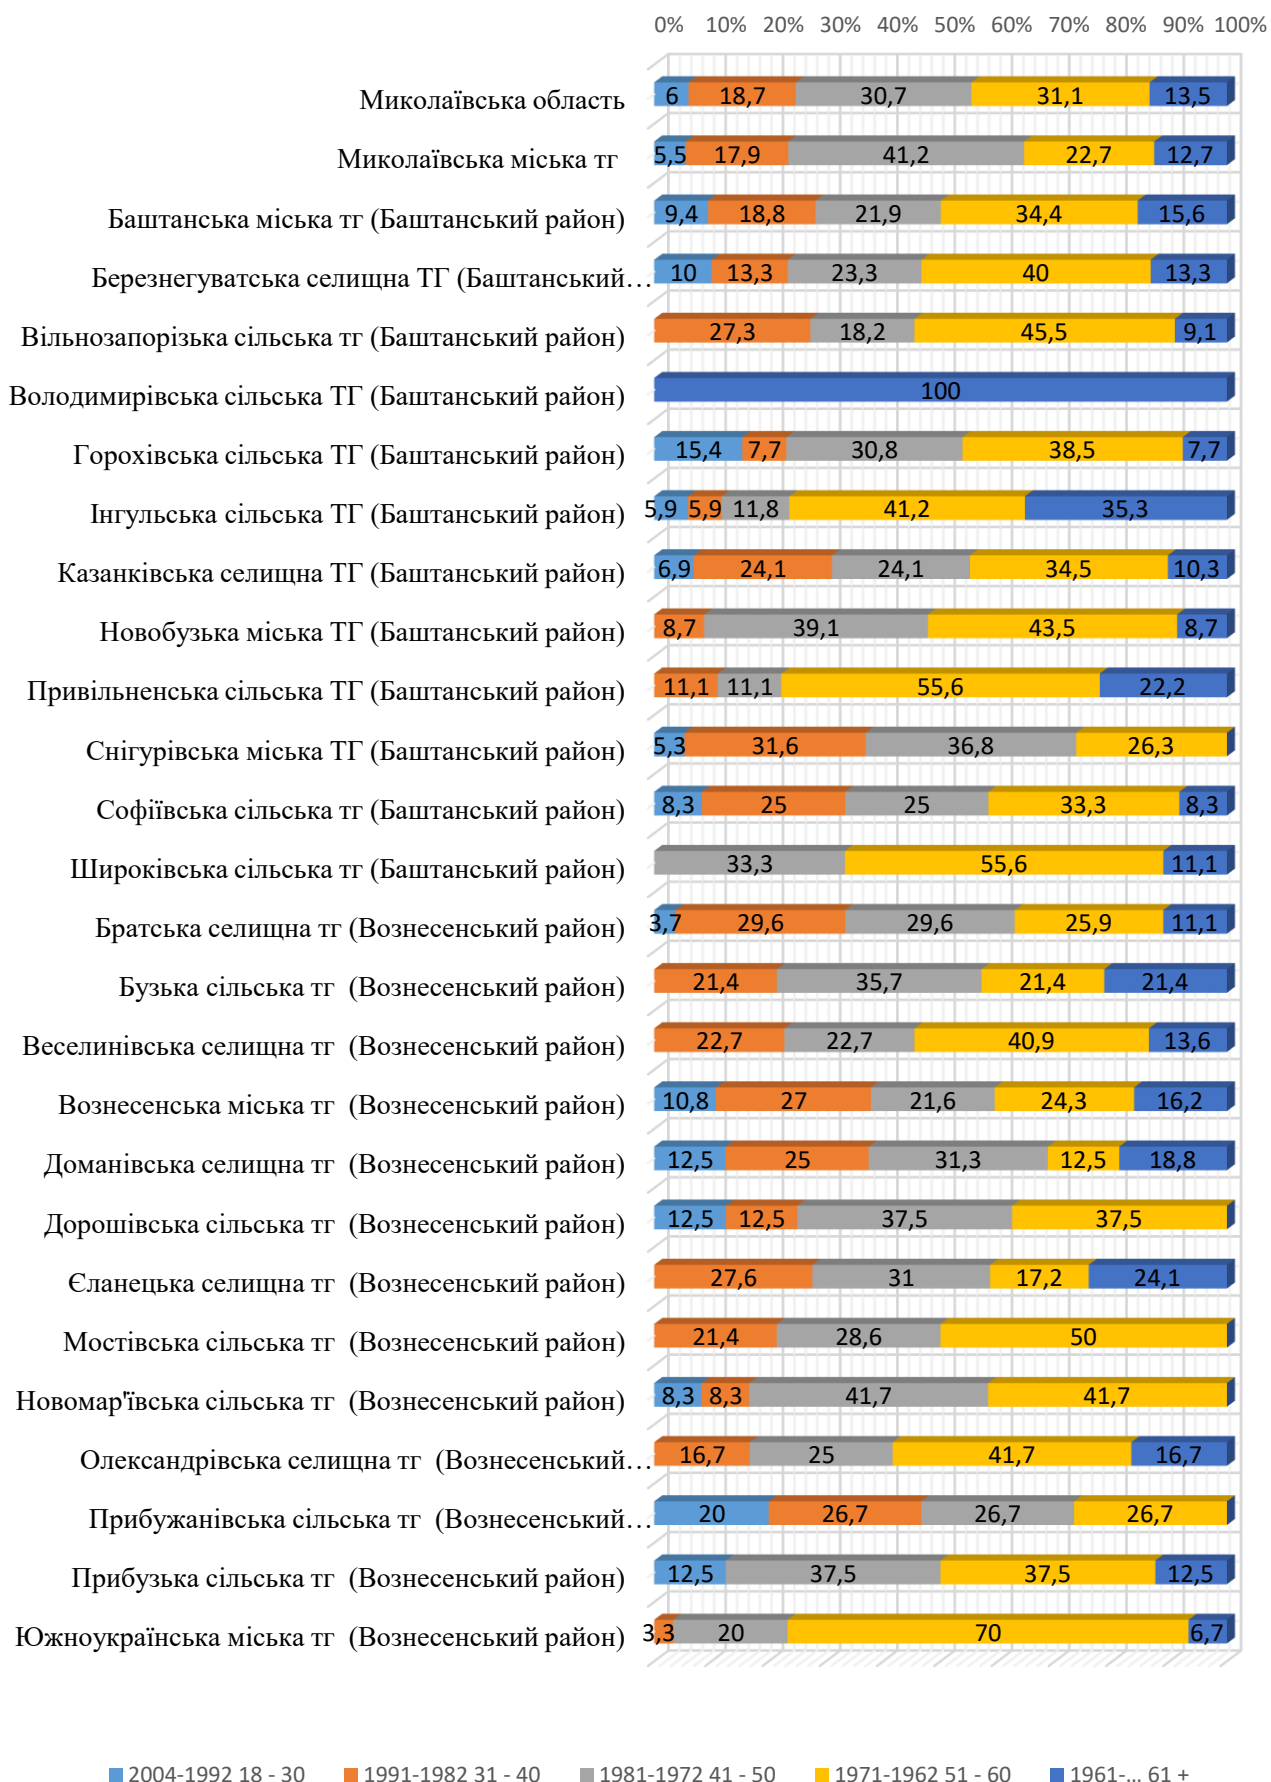 0% 10% 20% 30% 40% 50% 60% 70% 80% 90% 100%
Миколаївська область 6 18,7 30,7 31,1 13,5
Миколаївська міська тг 5,5 17,9 41,2 22,7 12,7
Баштанська міська тг (Баштанський район) 9,4 18,8 21,9 34,4 15,6
Березнегуватська селищна ТГ (Баштанський… 10 13,3 23,3 40 13,3
Вільнозапорізька сільська тг (Баштанський район) 27,3 18,2 45,5 9,1
Володимирівська сільська ТГ (Баштанський район) 100
Горохівська сільська ТГ (Баштанський район) 15,4 7,7 30,8 38,5 7,7
Інгульська сільська ТГ (Баштанський район) 5,9 5,9 11,8 41,2 35,3
Казанківська селищна ТГ (Баштанський район) 6,9 24,1 24,1 34,5 10,3
Новобузька міська ТГ (Баштанський район) 8,7 39,1 43,5 8,7
Привільненська сільська ТГ (Баштанський район) 11,1 11,1 55,6 22,2
Снігурівська міська ТГ (Баштанський район) 5,3 31,6 36,8 26,3
Софіївська сільська тг (Баштанський район) 8,3 25 25 33,3 8,3
Широківська сільська тг (Баштанський район) 33,3 55,6 11,1
Братська селищна тг (Вознесенський район) 3,7 29,6 29,6 25,9 11,1
Бузька сільська тг (Вознесенський район) 21,4 35,7 21,4 21,4
Веселинівська селищна тг (Вознесенський район) 22,7 22,7 40,9 13,6
Вознесенська міська тг (Вознесенський район) 10,8 27 21,6 24,3 16,2
Доманівська селищна тг (Вознесенський район) 12,5 25 31,3 12,5 18,8
Дорошівська сільська тг (Вознесенський район) 12,5 12,5 37,5 37,5
Єланецька селищна тг (Вознесенський район) 27,6 31 17,2 24,1
Мостівська сільська тг (Вознесенський район) 21,4 28,6 50
Новомар'ївська сільська тг (Вознесенський район) 8,3 8,3 41,7 41,7
Олександрівська селищна тг (Вознесенський… 16,7 25 41,7 16,7
Прибужанівська сільська тг (Вознесенський… 20 26,7 26,7 26,7
Прибузька сільська тг (Вознесенський район) 12,5 37,5 37,5 12,5
Южноукраїнська міська тг (Вознесенський район) 3,3 20 70 6,7
2004-1992 18 - 30 1991-1982 31 - 40 1981-1972 41 - 50 1971-1962 51 - 60 1961-... 61 +